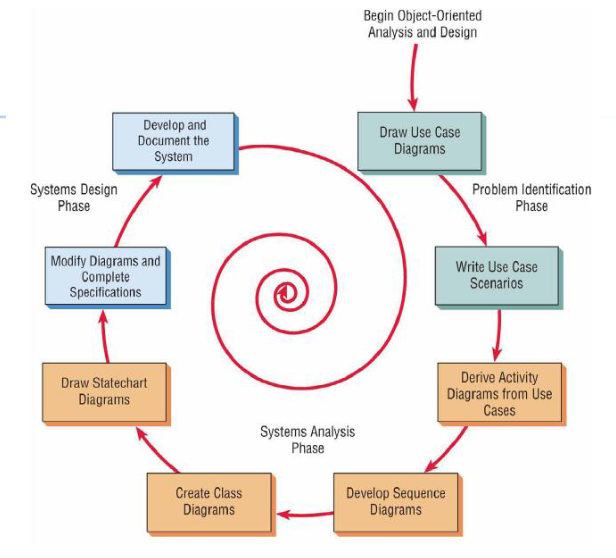 Begin Object-Oriented
Analysis and Design
Draw Use Case
Diagrams
Problem Identification
Phase
Write Use Case
Scenarios
Derive Activity
Diagrams from Use
Cases
Develop Sequence
Diagrams
Systems Analysis
Phase
Create Class
Diagrams
Draw Statechart
Diagrams
Modify Diagrams and
Complete
Specifications
Systems Design
Phase
Develop and
Document the
System